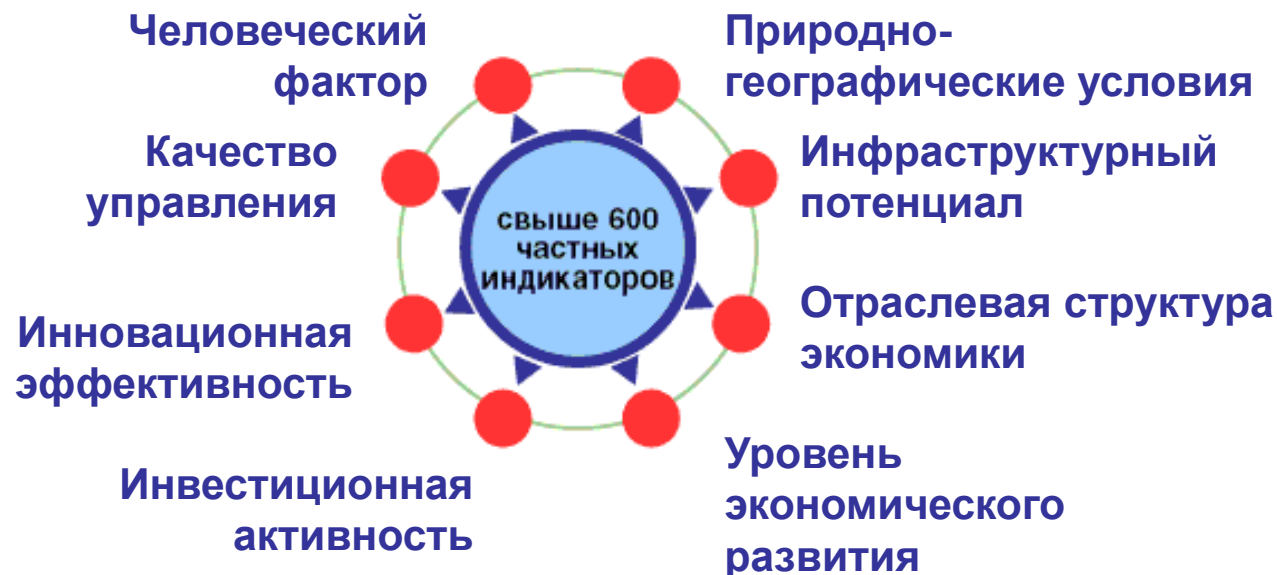 Человеческий
фактор
Природно-
географические условия
Качество
управления
Инфраструктурный
потенциал
свыше 600
частных
индикаторов
Инновационная
эффективность
Отраслевая структура
экономики
Инвестиционная
активность
Уровень
экономического
развития